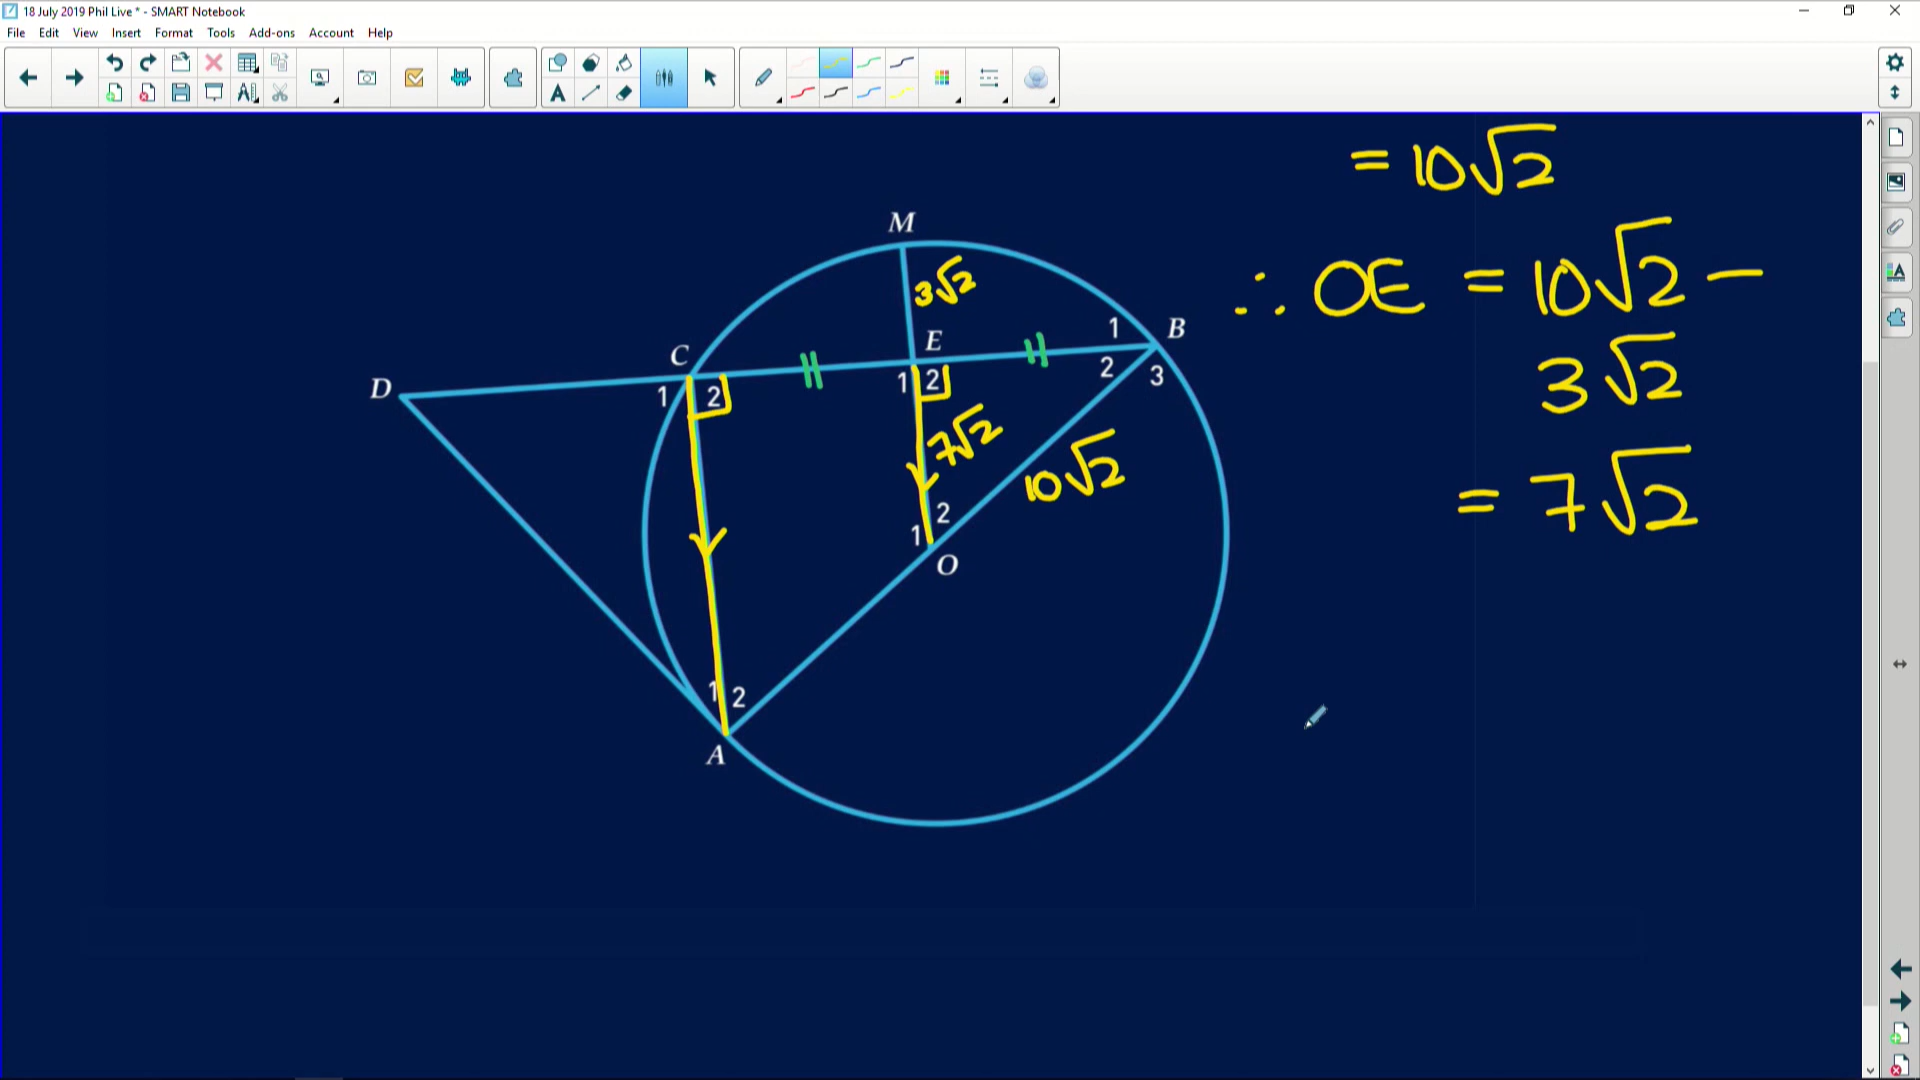 18 July 2019 Phil Live * - SMART Notebook
File Edit View Insert Format Tools Add-ons Account Help
= 10√2
∴ OE = 10√2 –
3√2
= 7√2
M
3√2
E
1 B
C
2 3
D
1 2
1 2
7√2
10√2
1 2
O
1 2
A